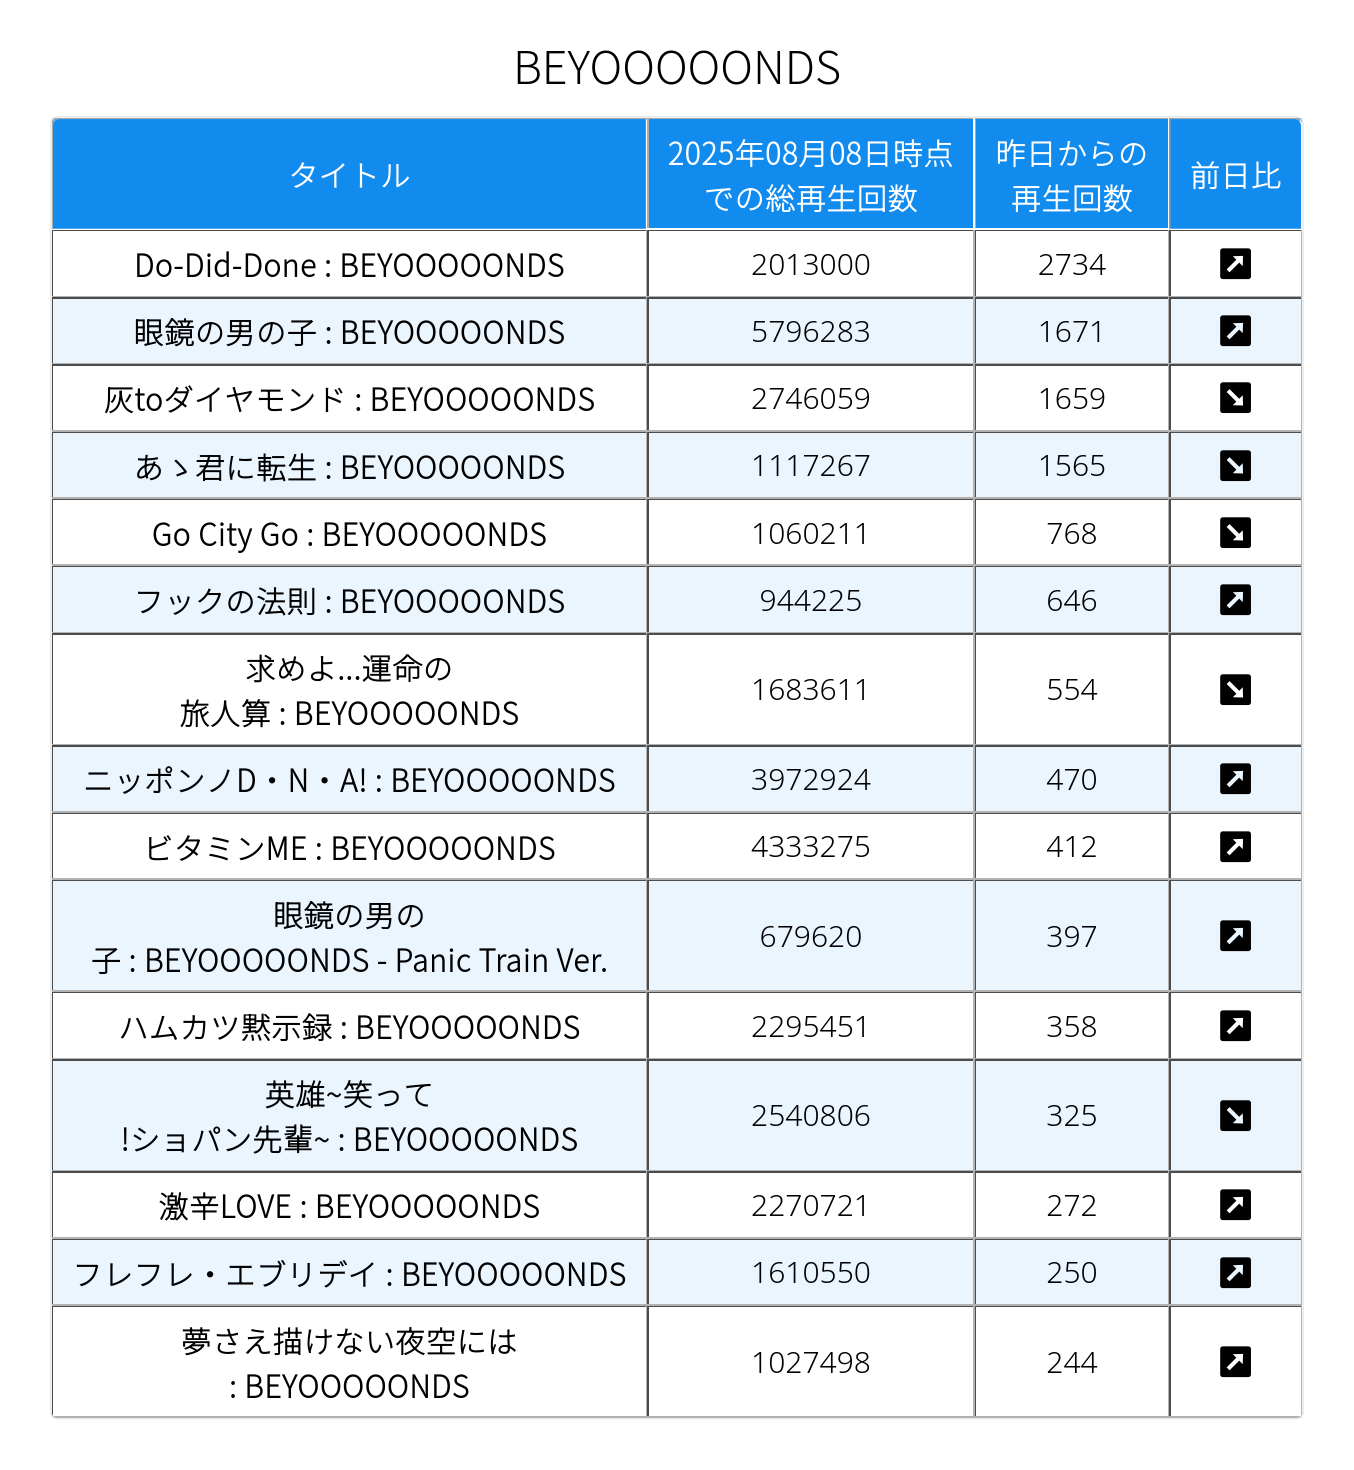 BEYOOOOONDS
タイトル
2025年08月08日時点
での総再生回数
昨日からの
再生回数
前日比
Do-Did-Done : BEYOOOOONDS
2013000
2734
眼鏡の男の子 : BEYOOOOONDS
5796283
1671
灰toダイヤモンド : BEYOOOOONDS
2746059
1659
あゝ君に転生 : BEYOOOOONDS
1117267
1565
Go City Go : BEYOOOOONDS
1060211
768
フックの法則 : BEYOOOOONDS
944225
646
求めよ...運命の
旅人算 : BEYOOOOONDS
1683611
554
ニッポンノD・N・A! : BEYOOOOONDS
3972924
470
ビタミンME : BEYOOOOONDS
4333275
412
眼鏡の男の
子 : BEYOOOOONDS - Panic Train Ver.
679620
397
ハムカツ黙示録 : BEYOOOOONDS
2295451
358
英雄~笑って
!ショパン先輩~ : BEYOOOOONDS
2540806
325
激辛LOVE : BEYOOOOONDS
2270721
272
フレフレ・エブリデイ : BEYOOOOONDS
1610550
250
夢さえ描けない夜空には
: BEYOOOOONDS
1027498
244